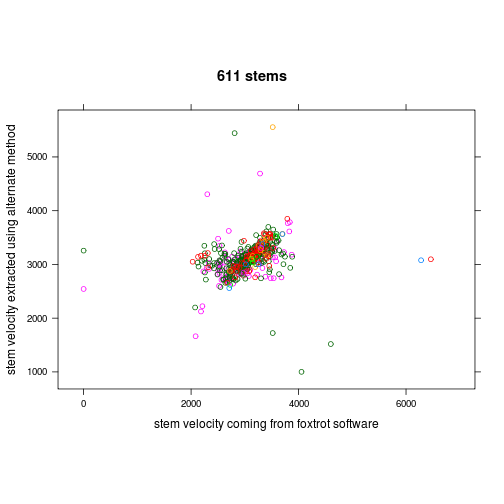 611 stems
stem velocity extracted using alternate method
5000
4000
3000
2000
1000
0 2000 4000 6000
stem velocity coming from foxtrot software